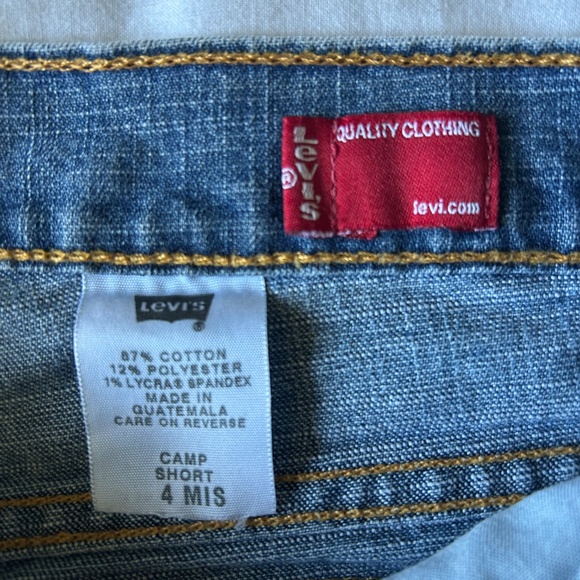 LEVI'S
®
QUALITY CLOTHING
levi.com
LEVI'S
®
87% COTTON
12% POLYESTER
1% LYCRA® SPANDEX
MADE IN
GUATEMALA
CARE ON REVERSE
CAMP
SHORT
4 MIS